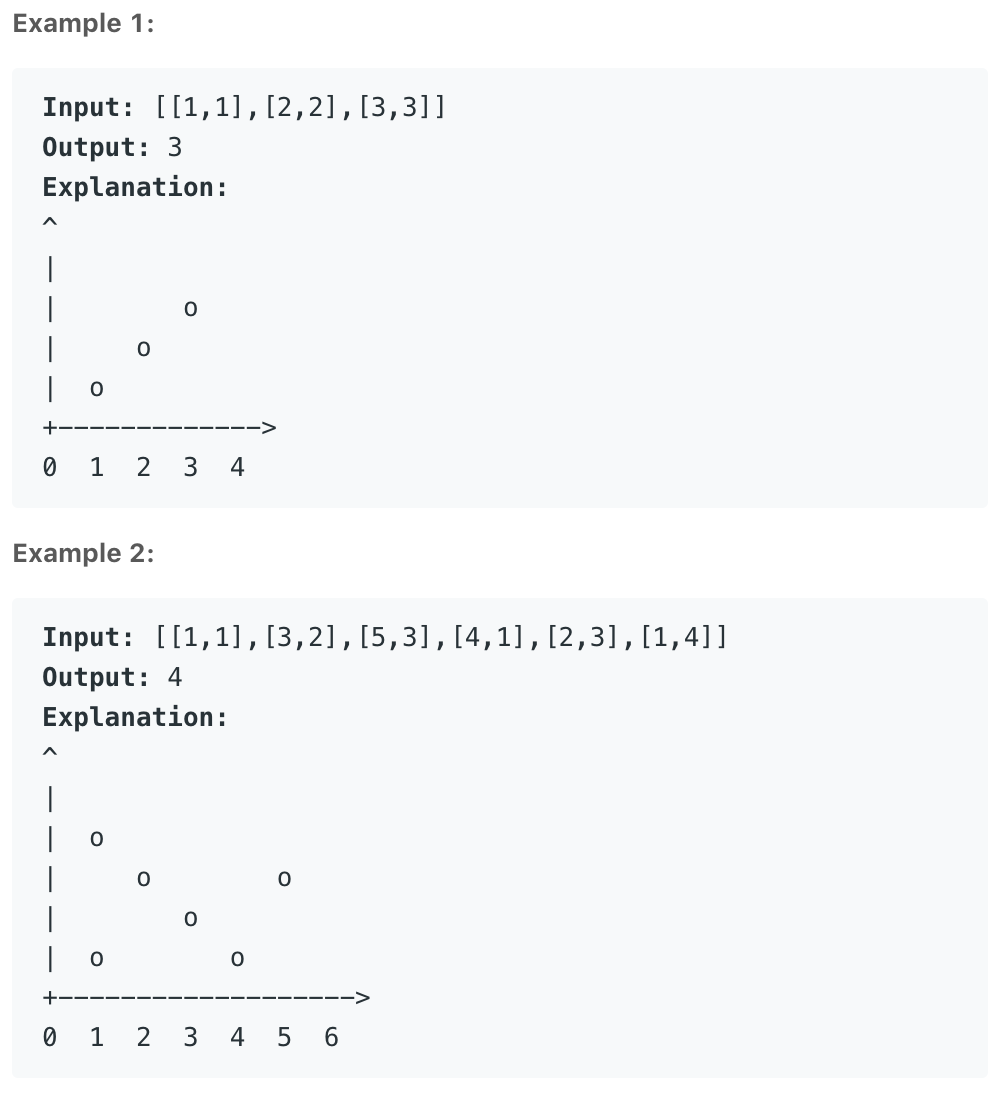 Example 1:
Input: [[1,1],[2,2],[3,3]]
Output: 3
Explanation:
^
|
|        o
|     o
|  o
+------------->
0  1  2  3  4
Example 2:
Input: [[1,1],[3,2],[5,3],[4,1],[2,3],[1,4]]
Output: 4
Explanation:
^
|
|  o
|     o        o
|        o
|  o        o
+------------------->
0  1  2  3  4  5  6